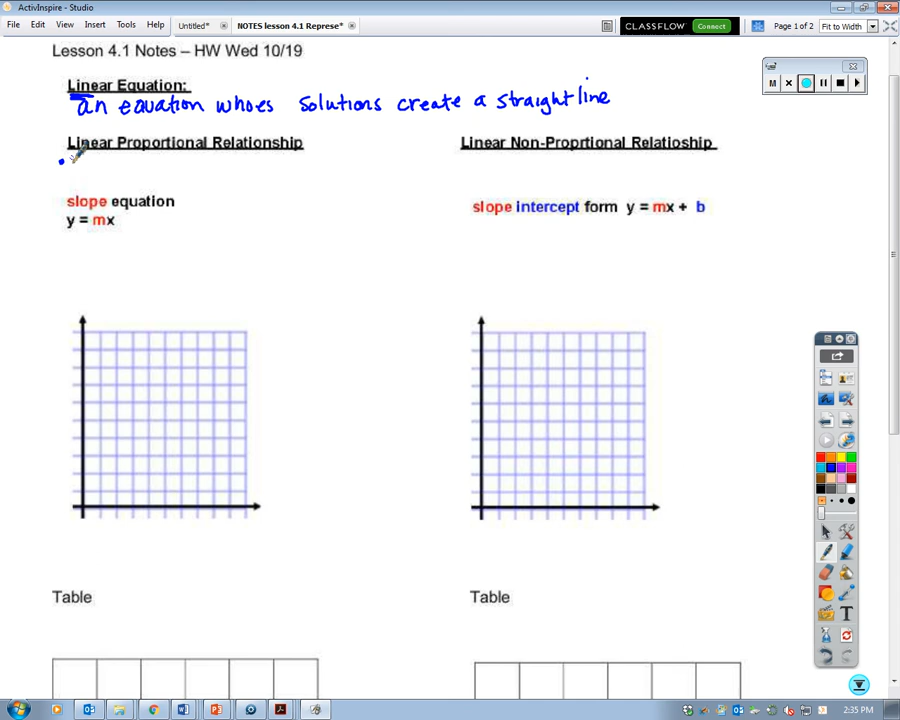 ActivInspire - Studio
File Edit View Insert Tools Help Untitled* NOTES lesson 4.1 Represe* CLASSFLOW Connect Page 1 of 2 Fit to Width
Lesson 4.1 Notes – HW Wed 10/19
Linear Equation:
an equation whoes solutions create a straight line
Linear Proportional Relationship
Linear Non-Proprtional Relatioship
slope equation
y = mx
slope intercept form y = mx + b
Table
Table
2:35 PM